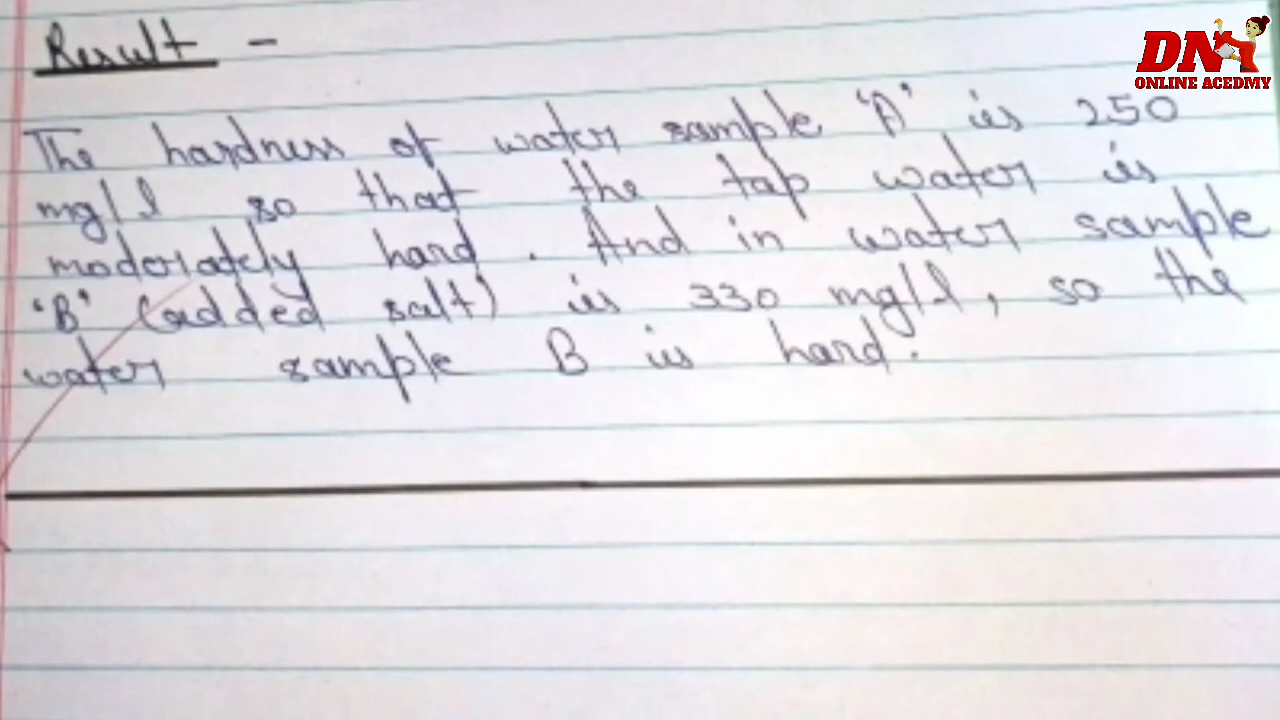 Result -
DN
ONLINE ACEDMY
The hardness of water sample 'A' is 250
mg/l so that the tap water is
moderately hard. And in water sample
'B' (added salt) is 330 mg/l, so the
water sample B is hard.